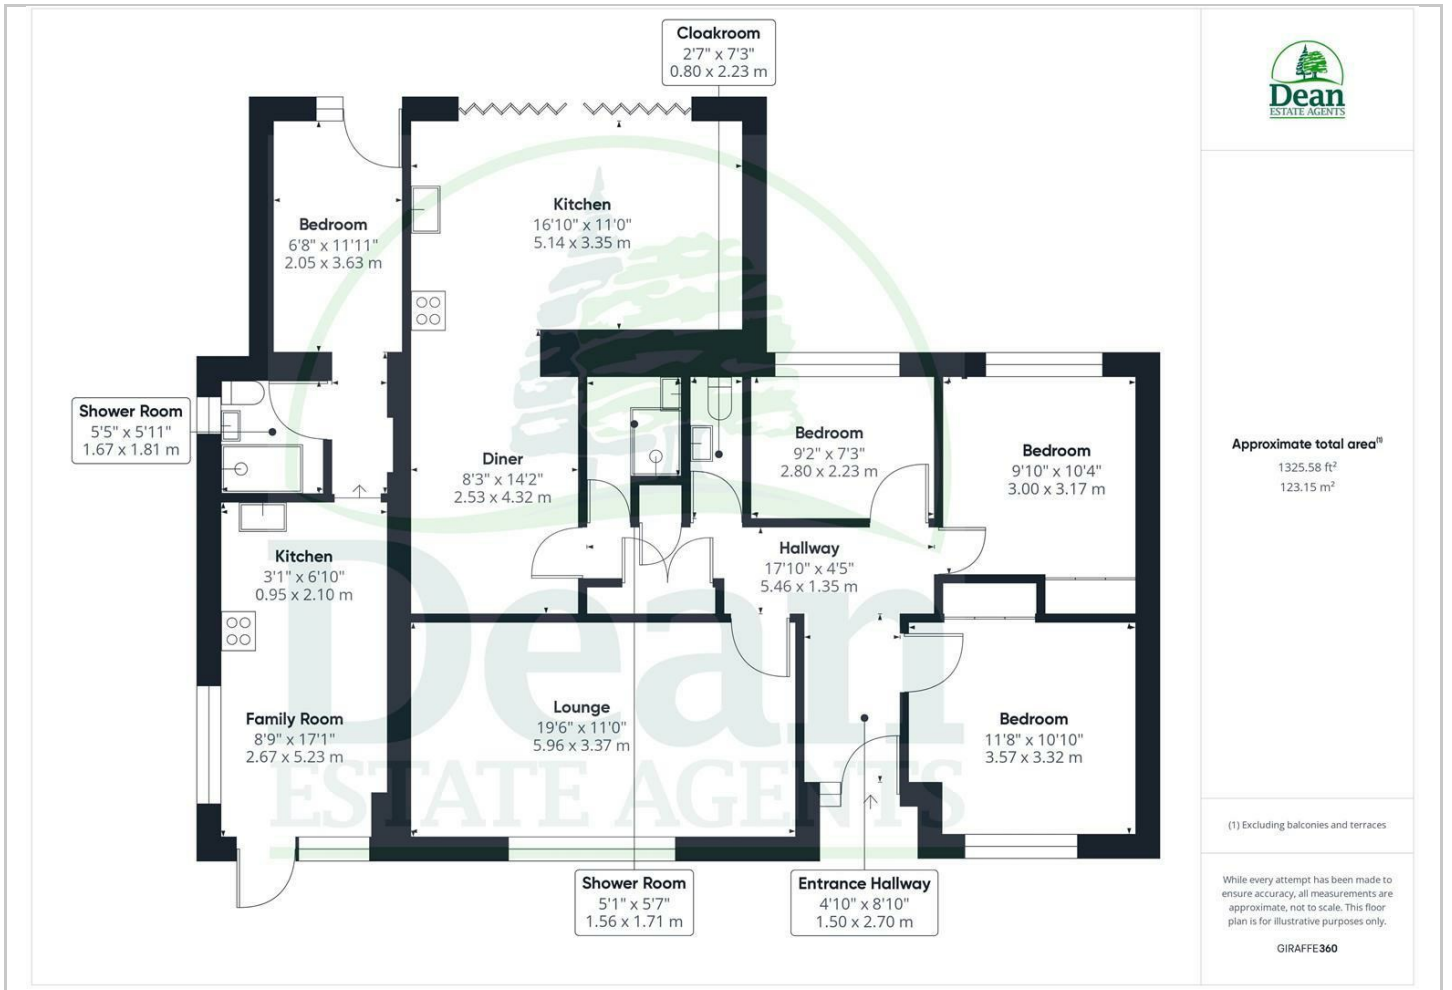 Cloakroom
2'7" x 7'3"
0.80 x 2.23 m
Dean
ESTATE AGENTS
Kitchen
16'10" x 11'0"
5.14 x 3.35 m
Bedroom
6'8" x 11'11"
2.05 x 3.63 m
Shower Room
5'5" x 5'11"
1.67 x 1.81 m
Diner
8'3" x 14'2"
2.53 x 4.32 m
Bedroom
9'2" x 7'3"
2.80 x 2.23 m
Bedroom
9'10" x 10'4"
3.00 x 3.17 m
Approximate total area⁽¹⁾
1325.58 ft²
123.15 m²
Kitchen
3'1" x 6'10"
0.95 x 2.10 m
Hallway
17'10" x 4'5"
5.46 x 1.35 m
Dean
ESTATE AGENTS
Family Room
8'9" x 17'1"
2.67 x 5.23 m
Lounge
19'6" x 11'0"
5.96 x 3.37 m
Bedroom
11'8" x 10'10"
3.57 x 3.32 m
Shower Room
5'1" x 5'7"
1.56 x 1.71 m
Entrance Hallway
4'10" x 8'10"
1.50 x 2.70 m
(1) Excluding balconies and terraces
While every attempt has been made to
ensure accuracy, all measurements are
approximate, not to scale. This floor
plan is for illustrative purposes only.
GIRAFFE360